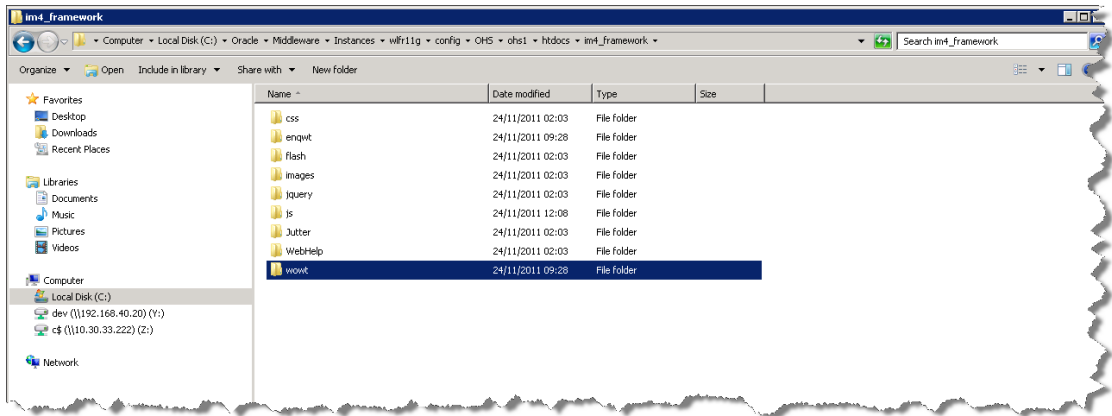 im4_framework
Computer Local Disk (C:) Oracle Middleware Instances wlfr11g config OHS ohs1 htdocs im4_framework Search im4_framework
Organize Open Include in library Share with New folder
Name Date modified Type Size
Favorites
Desktop
Downloads
Recent Places
Libraries
Documents
Music
Pictures
Videos
Computer
Local Disk (C:)
dev (\\192.168.40.20) (Y:)
c$ (\\10.30.33.222) (Z:)
Network
css 24/11/2011 02:03 File folder
enqwt 24/11/2011 09:28 File folder
flash 24/11/2011 02:03 File folder
images 24/11/2011 02:03 File folder
jquery 24/11/2011 02:03 File folder
js 24/11/2011 12:08 File folder
Jutter 24/11/2011 02:03 File folder
WebHelp 24/11/2011 02:03 File folder
wowt 24/11/2011 09:28 File folder